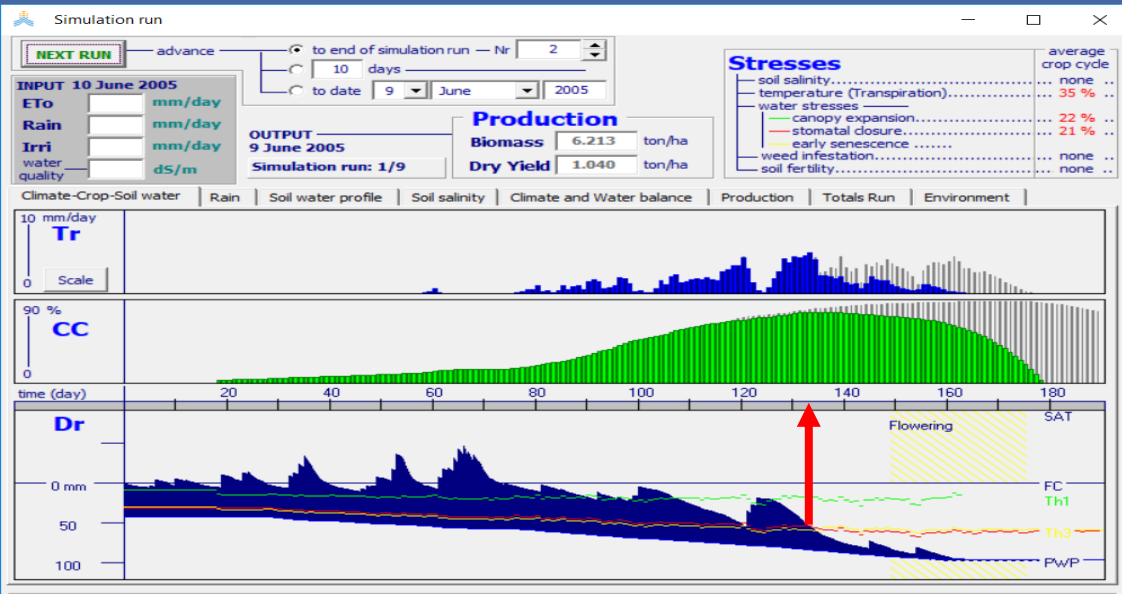 Simulation run
NEXT RUN
advance
to end of simulation run
Nr
2
10
days
to date
9
June
2005
INPUT 10 June 2005
ETo mm/day
Rain mm/day
Irri mm/day
water quality dS/m
OUTPUT
9 June 2005
Simulation run: 1/9
Production
Biomass 6.213 ton/ha
Dry Yield 1.040 ton/ha
Stresses
average
crop cycle
soil salinity........ none ..
temperature (Transpiration)........ 35 % ..
water stresses
canopy expansion........ 22 % ..
stomatal closure........ 21 % ..
early senescence .......
weed infestation........ none ..
soil fertility........ none ..
Climate-Crop-Soil water
Rain
Soil water profile
Soil salinity
Climate and Water balance
Production
Totals Run
Environment
10 mm/day
Tr
0
Scale
90 %
CC
0
time (day)
20 40 60 80 100 120 140 160 180
Dr
Flowering
SAT
0 mm
FC
Th1
50
Th3
100
PWP